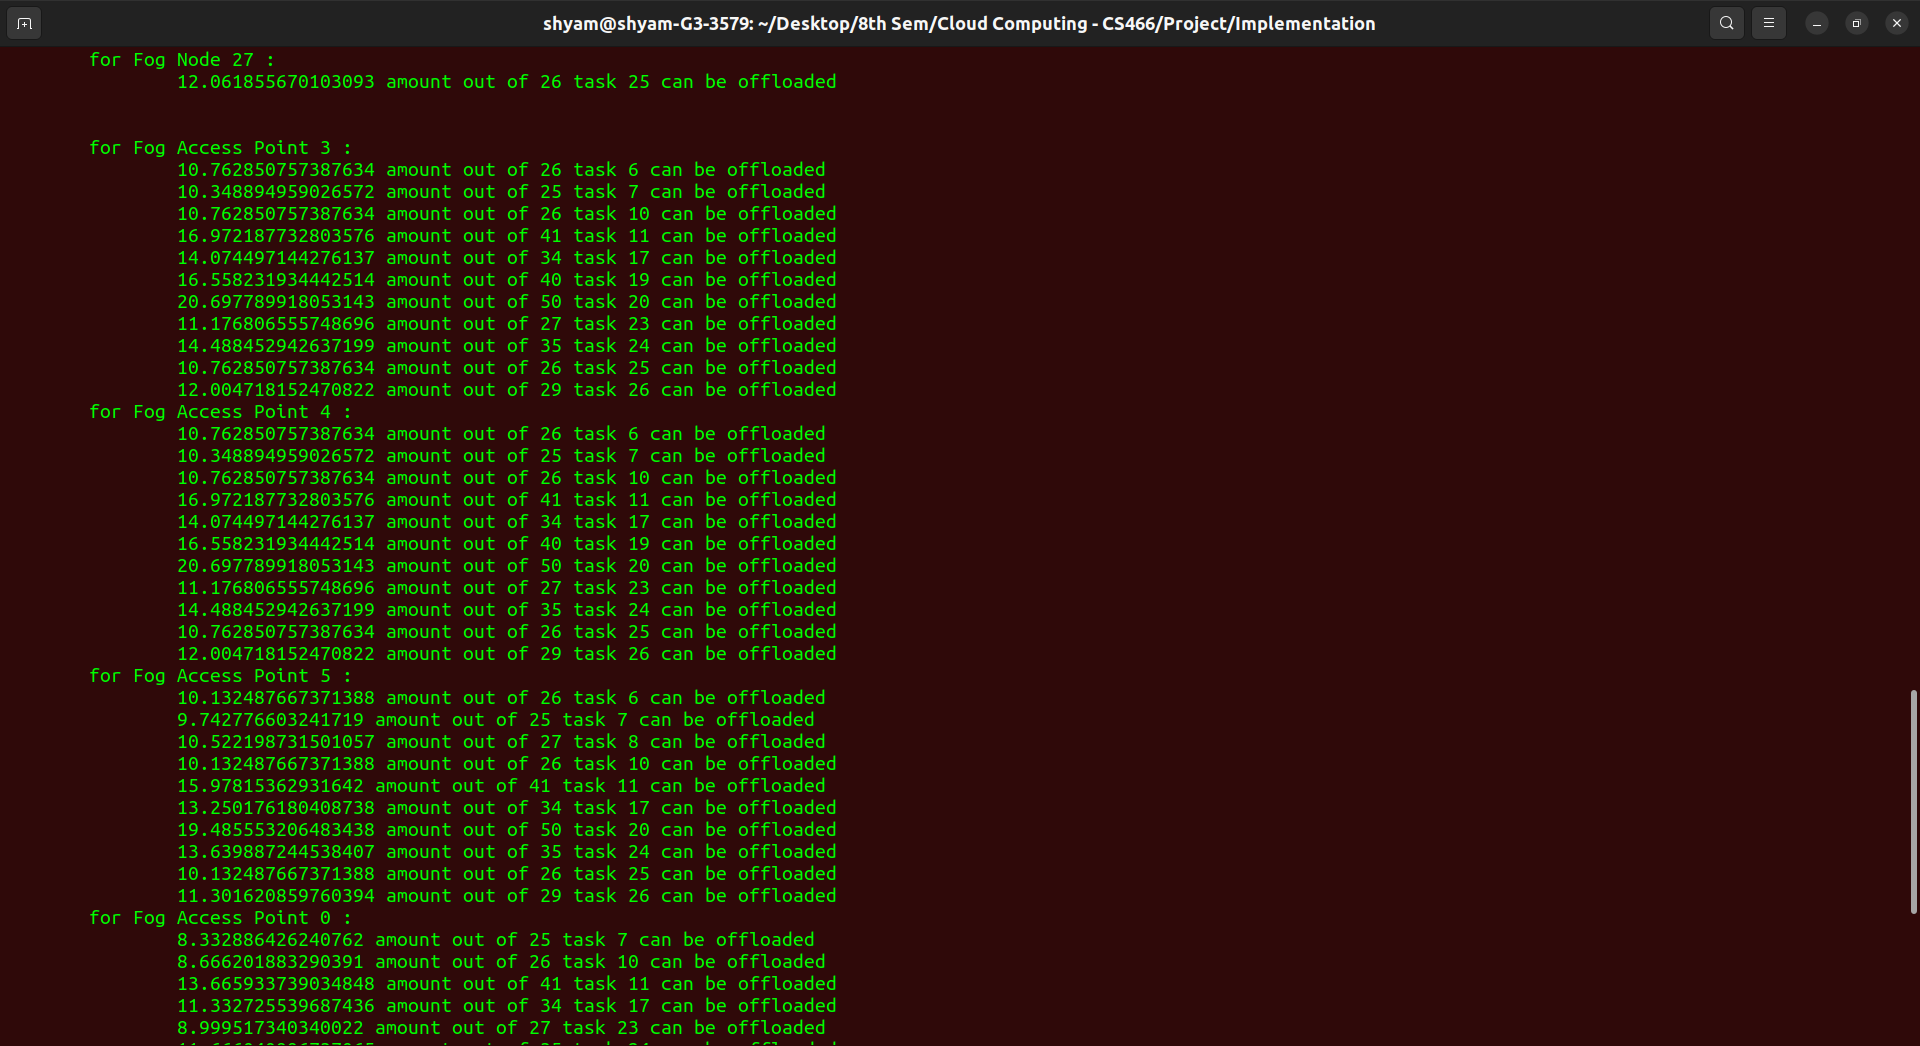 shyam@shyam-G3-3579: ~/Desktop/8th Sem/Cloud Computing - CS466/Project/Implementation
for Fog Node 27 :
12.061855670103093 amount out of 26 task 25 can be offloaded
for Fog Access Point 3 :
10.762850757387634 amount out of 26 task 6 can be offloaded
10.348894959026572 amount out of 25 task 7 can be offloaded
10.762850757387634 amount out of 26 task 10 can be offloaded
16.972187732803576 amount out of 41 task 11 can be offloaded
14.074497144276137 amount out of 34 task 17 can be offloaded
16.558231934442514 amount out of 40 task 19 can be offloaded
20.697789918053143 amount out of 50 task 20 can be offloaded
11.176806555748696 amount out of 27 task 23 can be offloaded
14.488452942637199 amount out of 35 task 24 can be offloaded
10.762850757387634 amount out of 26 task 25 can be offloaded
12.004718152470822 amount out of 29 task 26 can be offloaded
for Fog Access Point 4 :
10.762850757387634 amount out of 26 task 6 can be offloaded
10.348894959026572 amount out of 25 task 7 can be offloaded
10.762850757387634 amount out of 26 task 10 can be offloaded
16.972187732803576 amount out of 41 task 11 can be offloaded
14.074497144276137 amount out of 34 task 17 can be offloaded
16.558231934442514 amount out of 40 task 19 can be offloaded
20.697789918053143 amount out of 50 task 20 can be offloaded
11.176806555748696 amount out of 27 task 23 can be offloaded
14.488452942637199 amount out of 35 task 24 can be offloaded
10.762850757387634 amount out of 26 task 25 can be offloaded
12.004718152470822 amount out of 29 task 26 can be offloaded
for Fog Access Point 5 :
10.132487667371388 amount out of 26 task 6 can be offloaded
9.742776603241719 amount out of 25 task 7 can be offloaded
10.522198731501057 amount out of 27 task 8 can be offloaded
10.132487667371388 amount out of 26 task 10 can be offloaded
15.97815362931642 amount out of 41 task 11 can be offloaded
13.250176180408738 amount out of 34 task 17 can be offloaded
19.485553206483438 amount out of 50 task 20 can be offloaded
13.639887244538407 amount out of 35 task 24 can be offloaded
10.132487667371388 amount out of 26 task 25 can be offloaded
11.301620859760394 amount out of 29 task 26 can be offloaded
for Fog Access Point 0 :
8.332886426240762 amount out of 25 task 7 can be offloaded
8.666201883290391 amount out of 26 task 10 can be offloaded
13.665933739034848 amount out of 41 task 11 can be offloaded
11.332725539687436 amount out of 34 task 17 can be offloaded
8.999517340340022 amount out of 27 task 23 can be offloaded